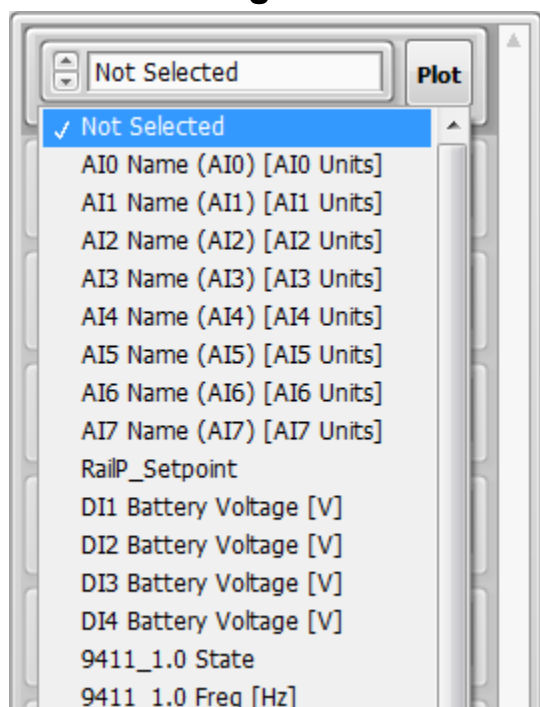 Not Selected
Plot
Not Selected
AI0 Name (AI0) [AI0 Units]
AI1 Name (AI1) [AI1 Units]
AI2 Name (AI2) [AI2 Units]
AI3 Name (AI3) [AI3 Units]
AI4 Name (AI4) [AI4 Units]
AI5 Name (AI5) [AI5 Units]
AI6 Name (AI6) [AI6 Units]
AI7 Name (AI7) [AI7 Units]
RailP_Setpoint
DI1 Battery Voltage [V]
DI2 Battery Voltage [V]
DI3 Battery Voltage [V]
DI4 Battery Voltage [V]
9411_1.0 State
9411_1.0 Freq [Hz]